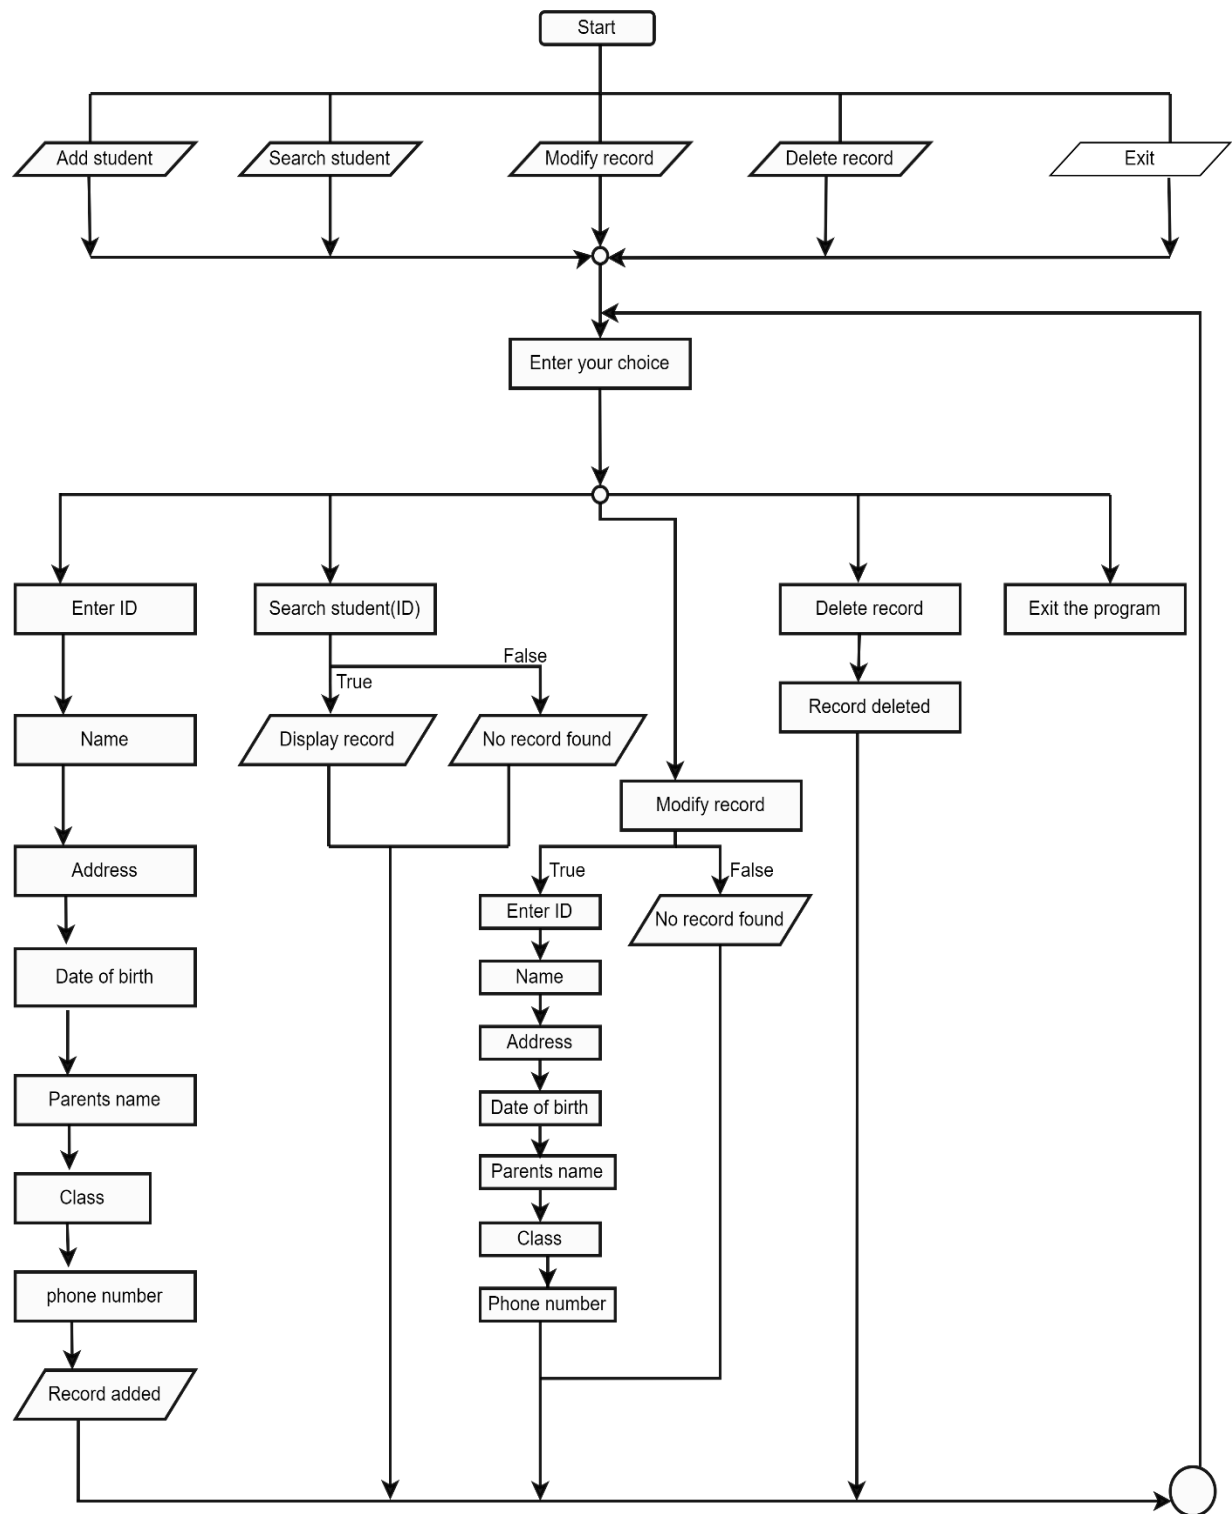 Start
Add student
Search student
Modify record
Delete record
Exit
Enter your choice
Enter ID
Search student(ID)
Delete record
Exit the program
False
True
Record deleted
Name
Display record
No record found
Modify record
Address
True
False
Enter ID
No record found
Date of birth
Name
Address
Parents name
Date of birth
Parents name
Class
Class
phone number
Phone number
Record added